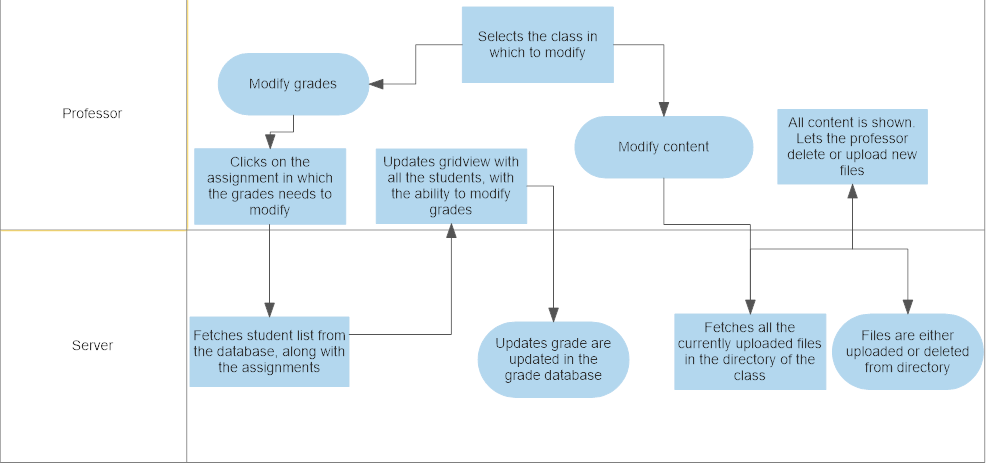 Professor
Selects the class in
which to modify
Modify grades
Modify content
All content is shown.
Lets the professor
delete or upload new
files
Clicks on the
assignment in which
the grades needs to
modify
Updates gridview with
all the students, with
the ability to modify
grades
Server
Fetches student list from
the database, along with
the assignments
Updates grade are
updated in the
grade database
Fetches all the
currently uploaded files
in the directory of the
class
Files are either
uploaded or deleted
from directory